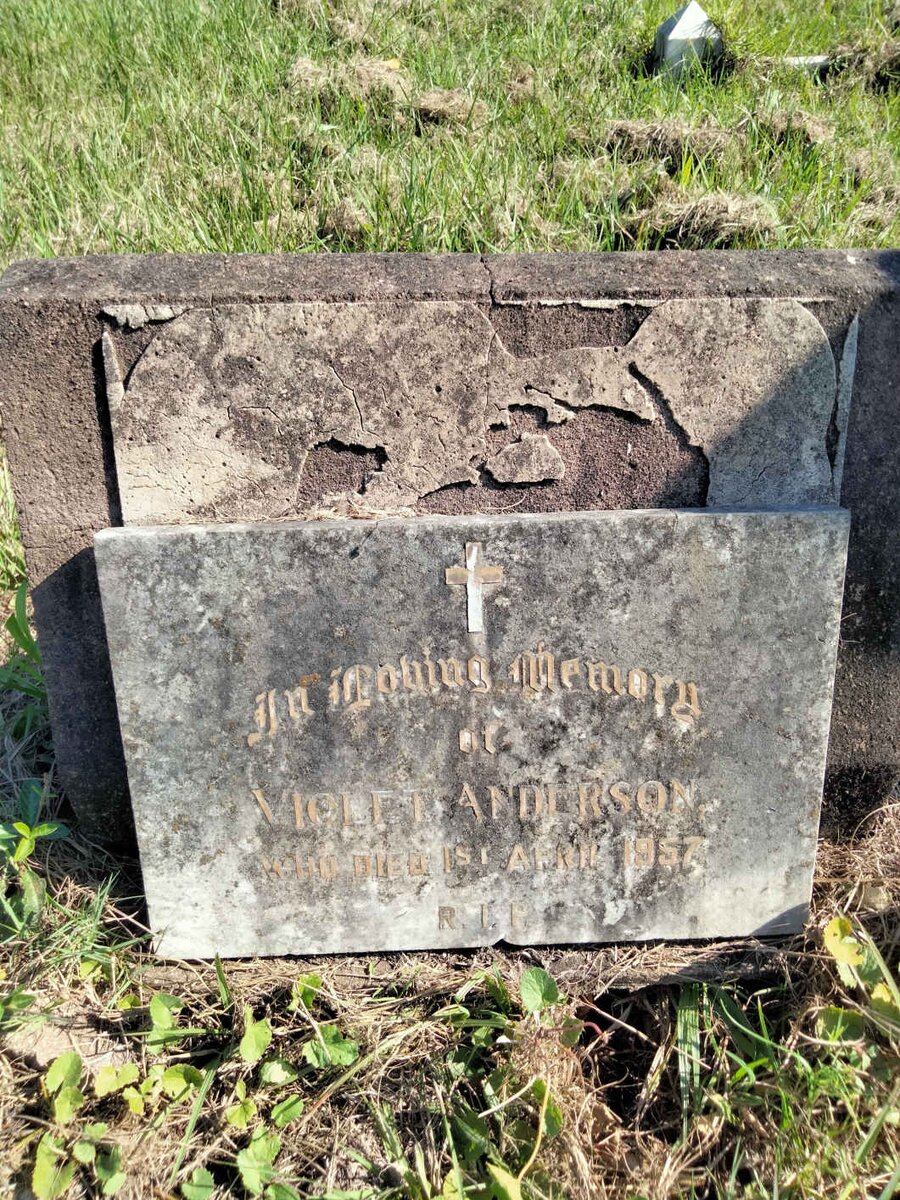 In Loving Memory
of
VIOLET ANDERSON,
WHO DIED 1ST APRIL 1957
R.I.P.